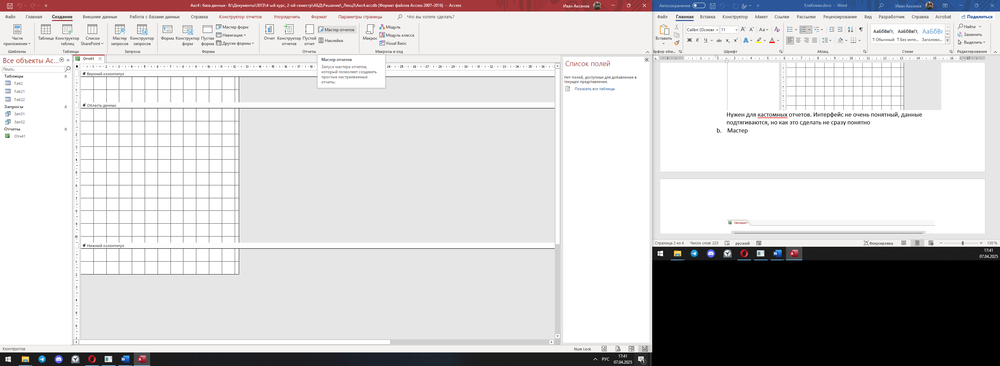 Акс4 : база данных- B:\Документы\!ВУЗ\4-ый курс, 2-ой семестр\АБД\Решение\_Лекц3\Акс4.accdb (Формат файлов Access 2007–2016) - Access
Иван Аксенов
Файл Главная Создание Внешние данные Работа с базами данных Справка Конструктор отчетов Упорядочить Формат Параметры страницы Что вы хотите сделать?
Части приложения
Таблица
Конструктор таблиц
Списки SharePoint
Мастер запросов
Конструктор запросов
Форма
Конструктор форм
Пустая форма
Мастер форм
Навигация
Другие формы
Отчет
Конструктор отчетов
Пустой отчет
Мастер отчетов
Наклейки
Макрос
Модуль
Модуль класса
Visual Basic
Шаблоны Таблицы Запросы Формы Отчеты Макросы и код
Все объекты Ac...
Поиск...
Таблицы
Таб2
Таб21
Таб22
Запросы
Зап31
Зап32
Отчеты
Отч41
Отч41
Мастер отчетов
Запуск мастера отчетов,
который позволяет создавать
простые настраиваемые
отчеты.
Верхний колонтитул
Область данных
Нижний колонтитул
Список полей
Нет полей, доступных для добавления в
текущее представление.
Показать все таблицы
Конструктор
Num Lock
РУС
17:41
07.04.2025
1
Автосохранение
ЕлеКомм.docx - Word
Иван Аксенов
Файл Главная Вставка Конструктор Макет Ссылки Рассылки Рецензирование Вид Разработчик Справка Acrobat Поделиться
Вставить
Calibri (Основн 11
Ж К Ч
АаБбВвГг, АаБбВвГг, АаБбВв
¶ Обычный ¶ Без инте... Заголово...
Найти
Заменить
Выделить
Буфер обм... Шрифт Абзац Стили Редактирование
Нужен для кастомных отчетов. Интерфейс не очень понятный, данные
подтягиваются, но как это сделать не сразу понятно
b. Мастер
Таблица21
Страница 2 из 4 Число слов: 223 русский Фокусировка 130 %
17:41
07.04.2025